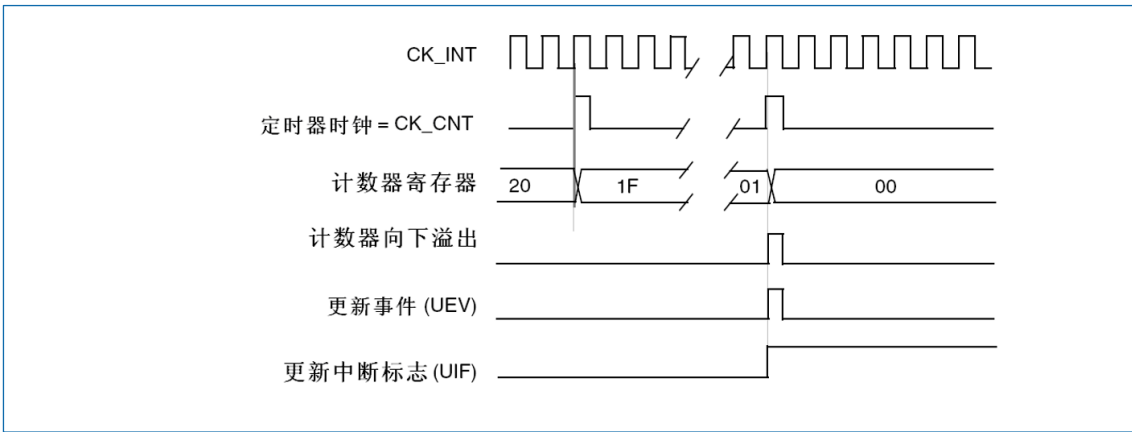 CK_INT
定时器时钟 = CK_CNT
计数器寄存器 20 1F 01 00
计数器向下溢出
更新事件 (UEV)
更新中断标志 (UIF)